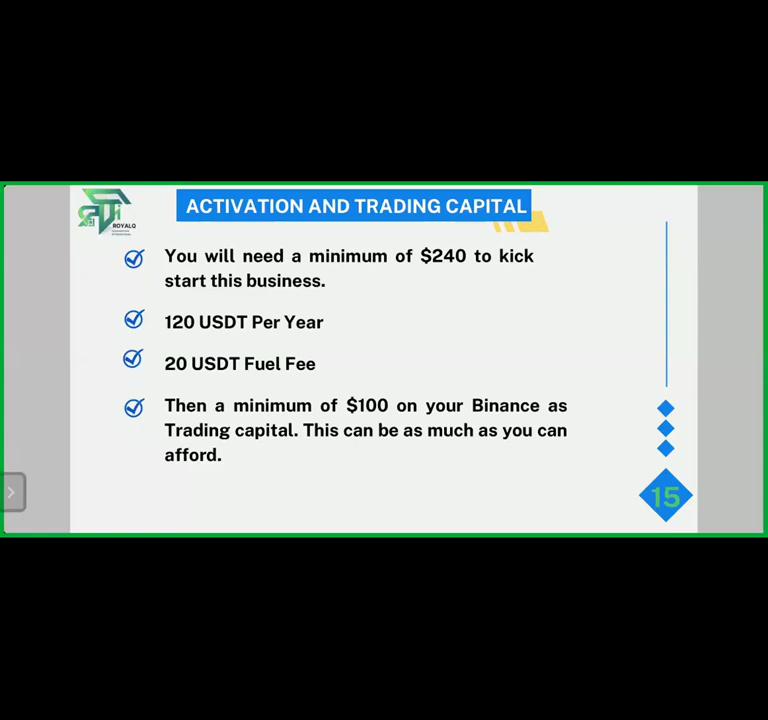 ROYALQ
ACTIVATION AND TRADING CAPITAL
You will need a minimum of $240 to kick
start this business.
120 USDT Per Year
20 USDT Fuel Fee
Then a minimum of $100 on your Binance as
Trading capital. This can be as much as you can
afford.
15